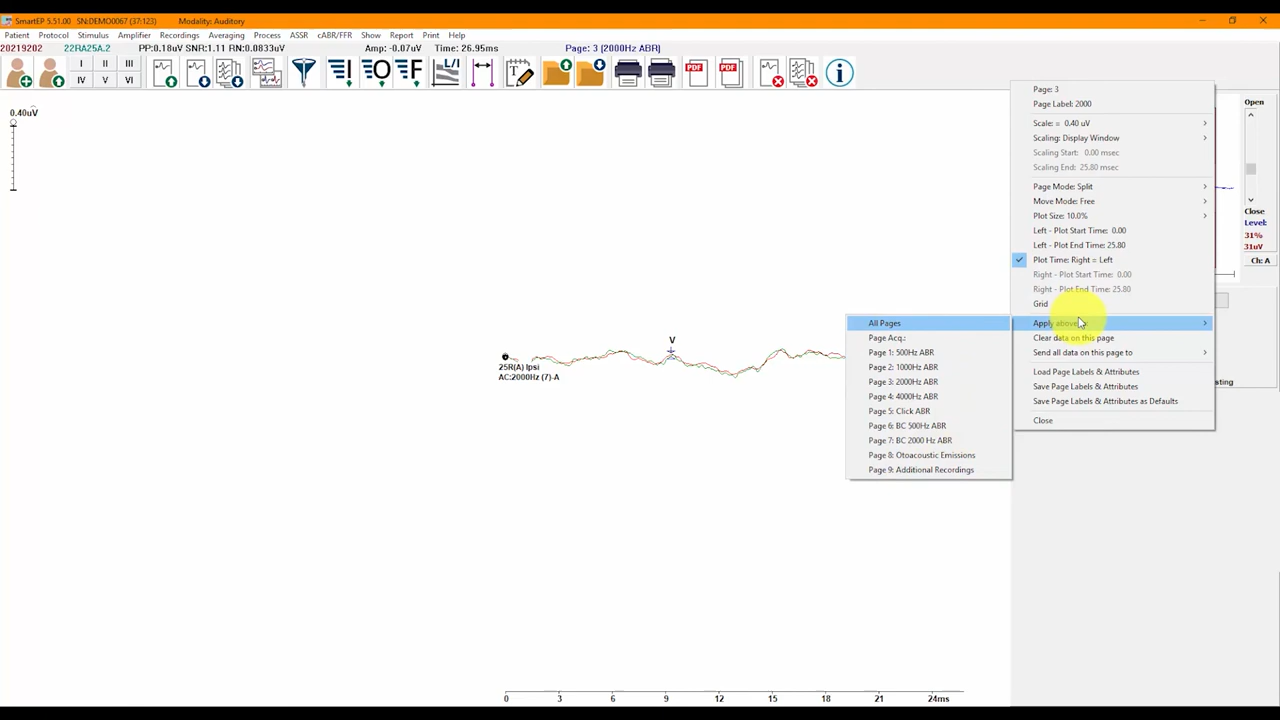 SmartEP 5.51.00 SN:DEMO0067 (37:123) Modality: Auditory
Patient Protocol Stimulus Amplifier Recordings Averaging Process ASSR cABR/FFR Show Report Print Help
20219202 22RA25A.2 PP:0.18uV SNR:1.11 RN:0.0833uV Amp: -0.07uV Time: 26.95ms Page: 3 [2000Hz ABR]
I II III
IV V VI
L/I
PDF PDF
0.40uV
Page: 3
Page Label: 2000
Scale: = 0.40 uV
Scaling: Display Window
Scaling Start: 0.00 msec
Scaling End: 25.80 msec
Page Mode: Split
Move Mode: Free
Plot Size: 10.0%
Left - Plot Start Time: 0.00
Left - Plot End Time: 25.80
Plot Time: Right = Left
Right - Plot Start Time: 0.00
Right - Plot End Time: 25.80
Grid
Clear data on this page
Send all data on this page to
Load Page Labels & Attributes
Save Page Labels & Attributes
Save Page Labels & Attributes as Defaults
Close
All Pages
Page Acq.:
Page 1: 500Hz ABR
Page 2: 1000Hz ABR
Page 3: 2000Hz ABR
Page 4: 4000Hz ABR
Page 5: Click ABR
Page 6: BC 500Hz ABR
Page 7: BC 2000 Hz ABR
Page 8: Otoacoustic Emissions
Page 9: Additional Recordings
Open
Close
Level:
31%
31uV
Ch: A
V
25R(A) Ipsi
AC:2000Hz (7)-A
0 3 6 9 12 15 18 21 24ms